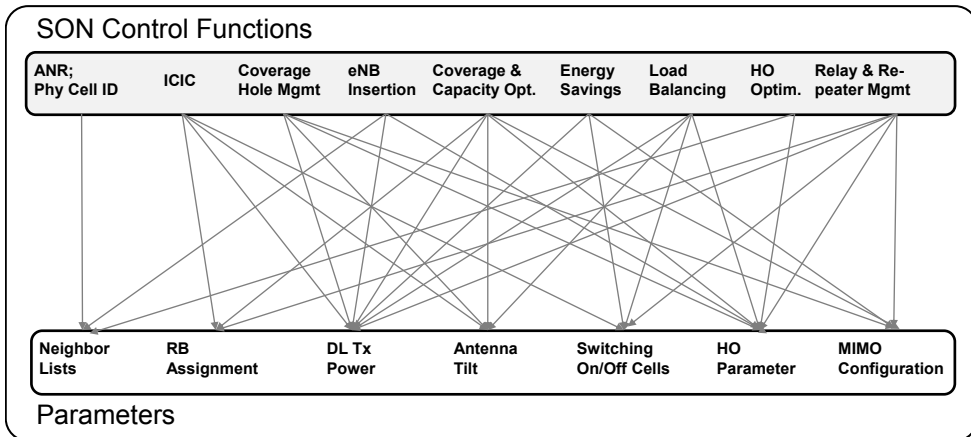 SON Control Functions
ANR;
Phy Cell ID
ICIC
Coverage
Hole Mgmt
eNB
Insertion
Coverage &
Capacity Opt.
Energy
Savings
Load
Balancing
HO
Optim.
Relay & Re-
peater Mgmt
Neighbor
Lists
RB
Assignment
DL Tx
Power
Antenna
Tilt
Switching
On/Off Cells
HO
Parameter
MIMO
Configuration
Parameters